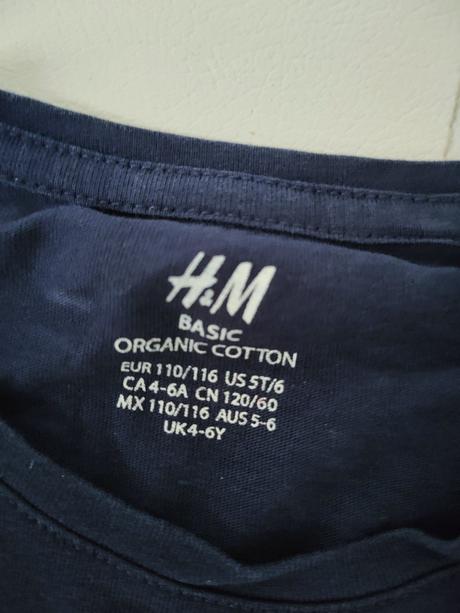 H&M
BASIC
ORGANIC COTTON
EUR 110/116 US 5T/6
CA 4-6A CN 120/60
MX 110/116 AUS 5-6
UK4-6Y